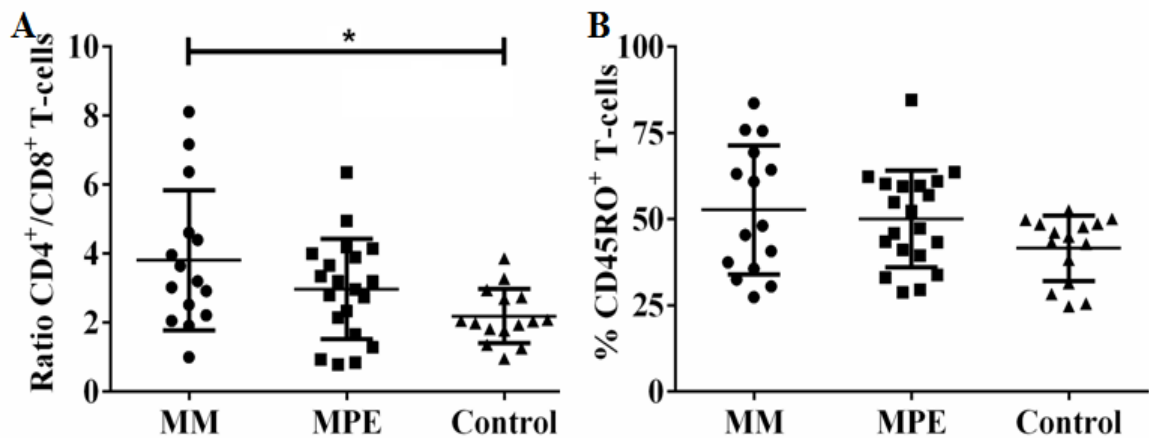 A
Ratio CD4⁺/CD8⁺ T-cells
10
8
6
4
2
0
*
MM MPE Control
B
% CD45RO⁺ T-cells
100
75
50
25
0
MM MPE Control